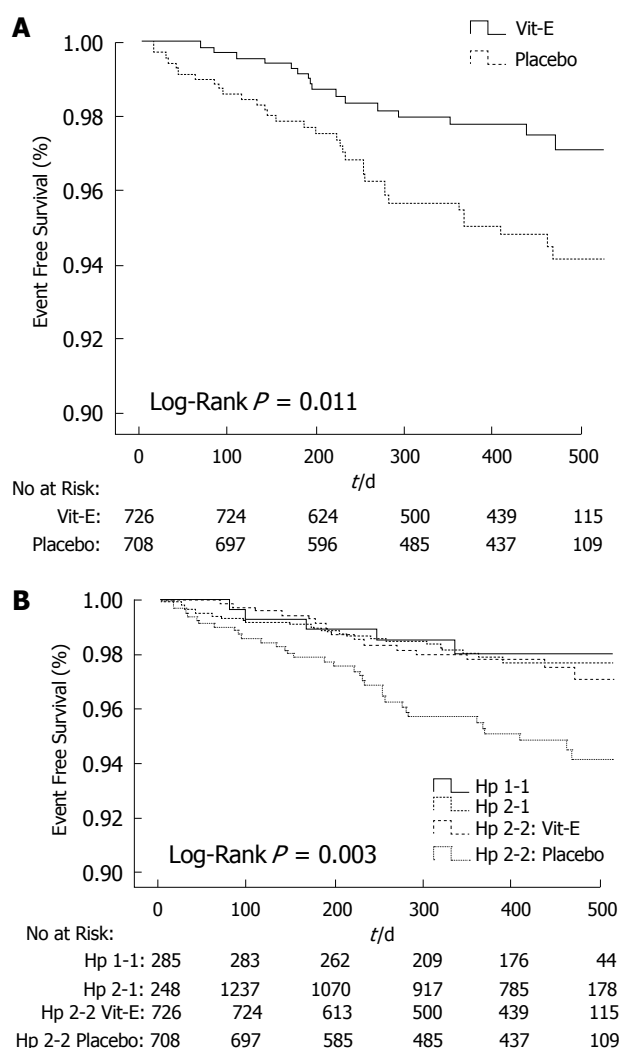 A
Vit-E
Placebo
1.00
0.98
0.96
0.94
0.92
0.90
Event Free Survival (%)
Log-Rank P = 0.011
0 100 200 300 400 500
t/d
No at Risk:
Vit-E: 726 724 624 500 439 115
Placebo: 708 697 596 485 437 109
B
1.00
0.98
0.96
0.94
0.92
0.90
Event Free Survival (%)
Hp 1-1
Hp 2-1
Hp 2-2: Vit-E
Hp 2-2: Placebo
Log-Rank P = 0.003
0 100 200 300 400 500
t/d
No at Risk:
Hp 1-1: 285 283 262 209 176 44
Hp 2-1: 248 1237 1070 917 785 178
Hp 2-2 Vit-E: 726 724 613 500 439 115
Hp 2-2 Placebo: 708 697 585 485 437 109